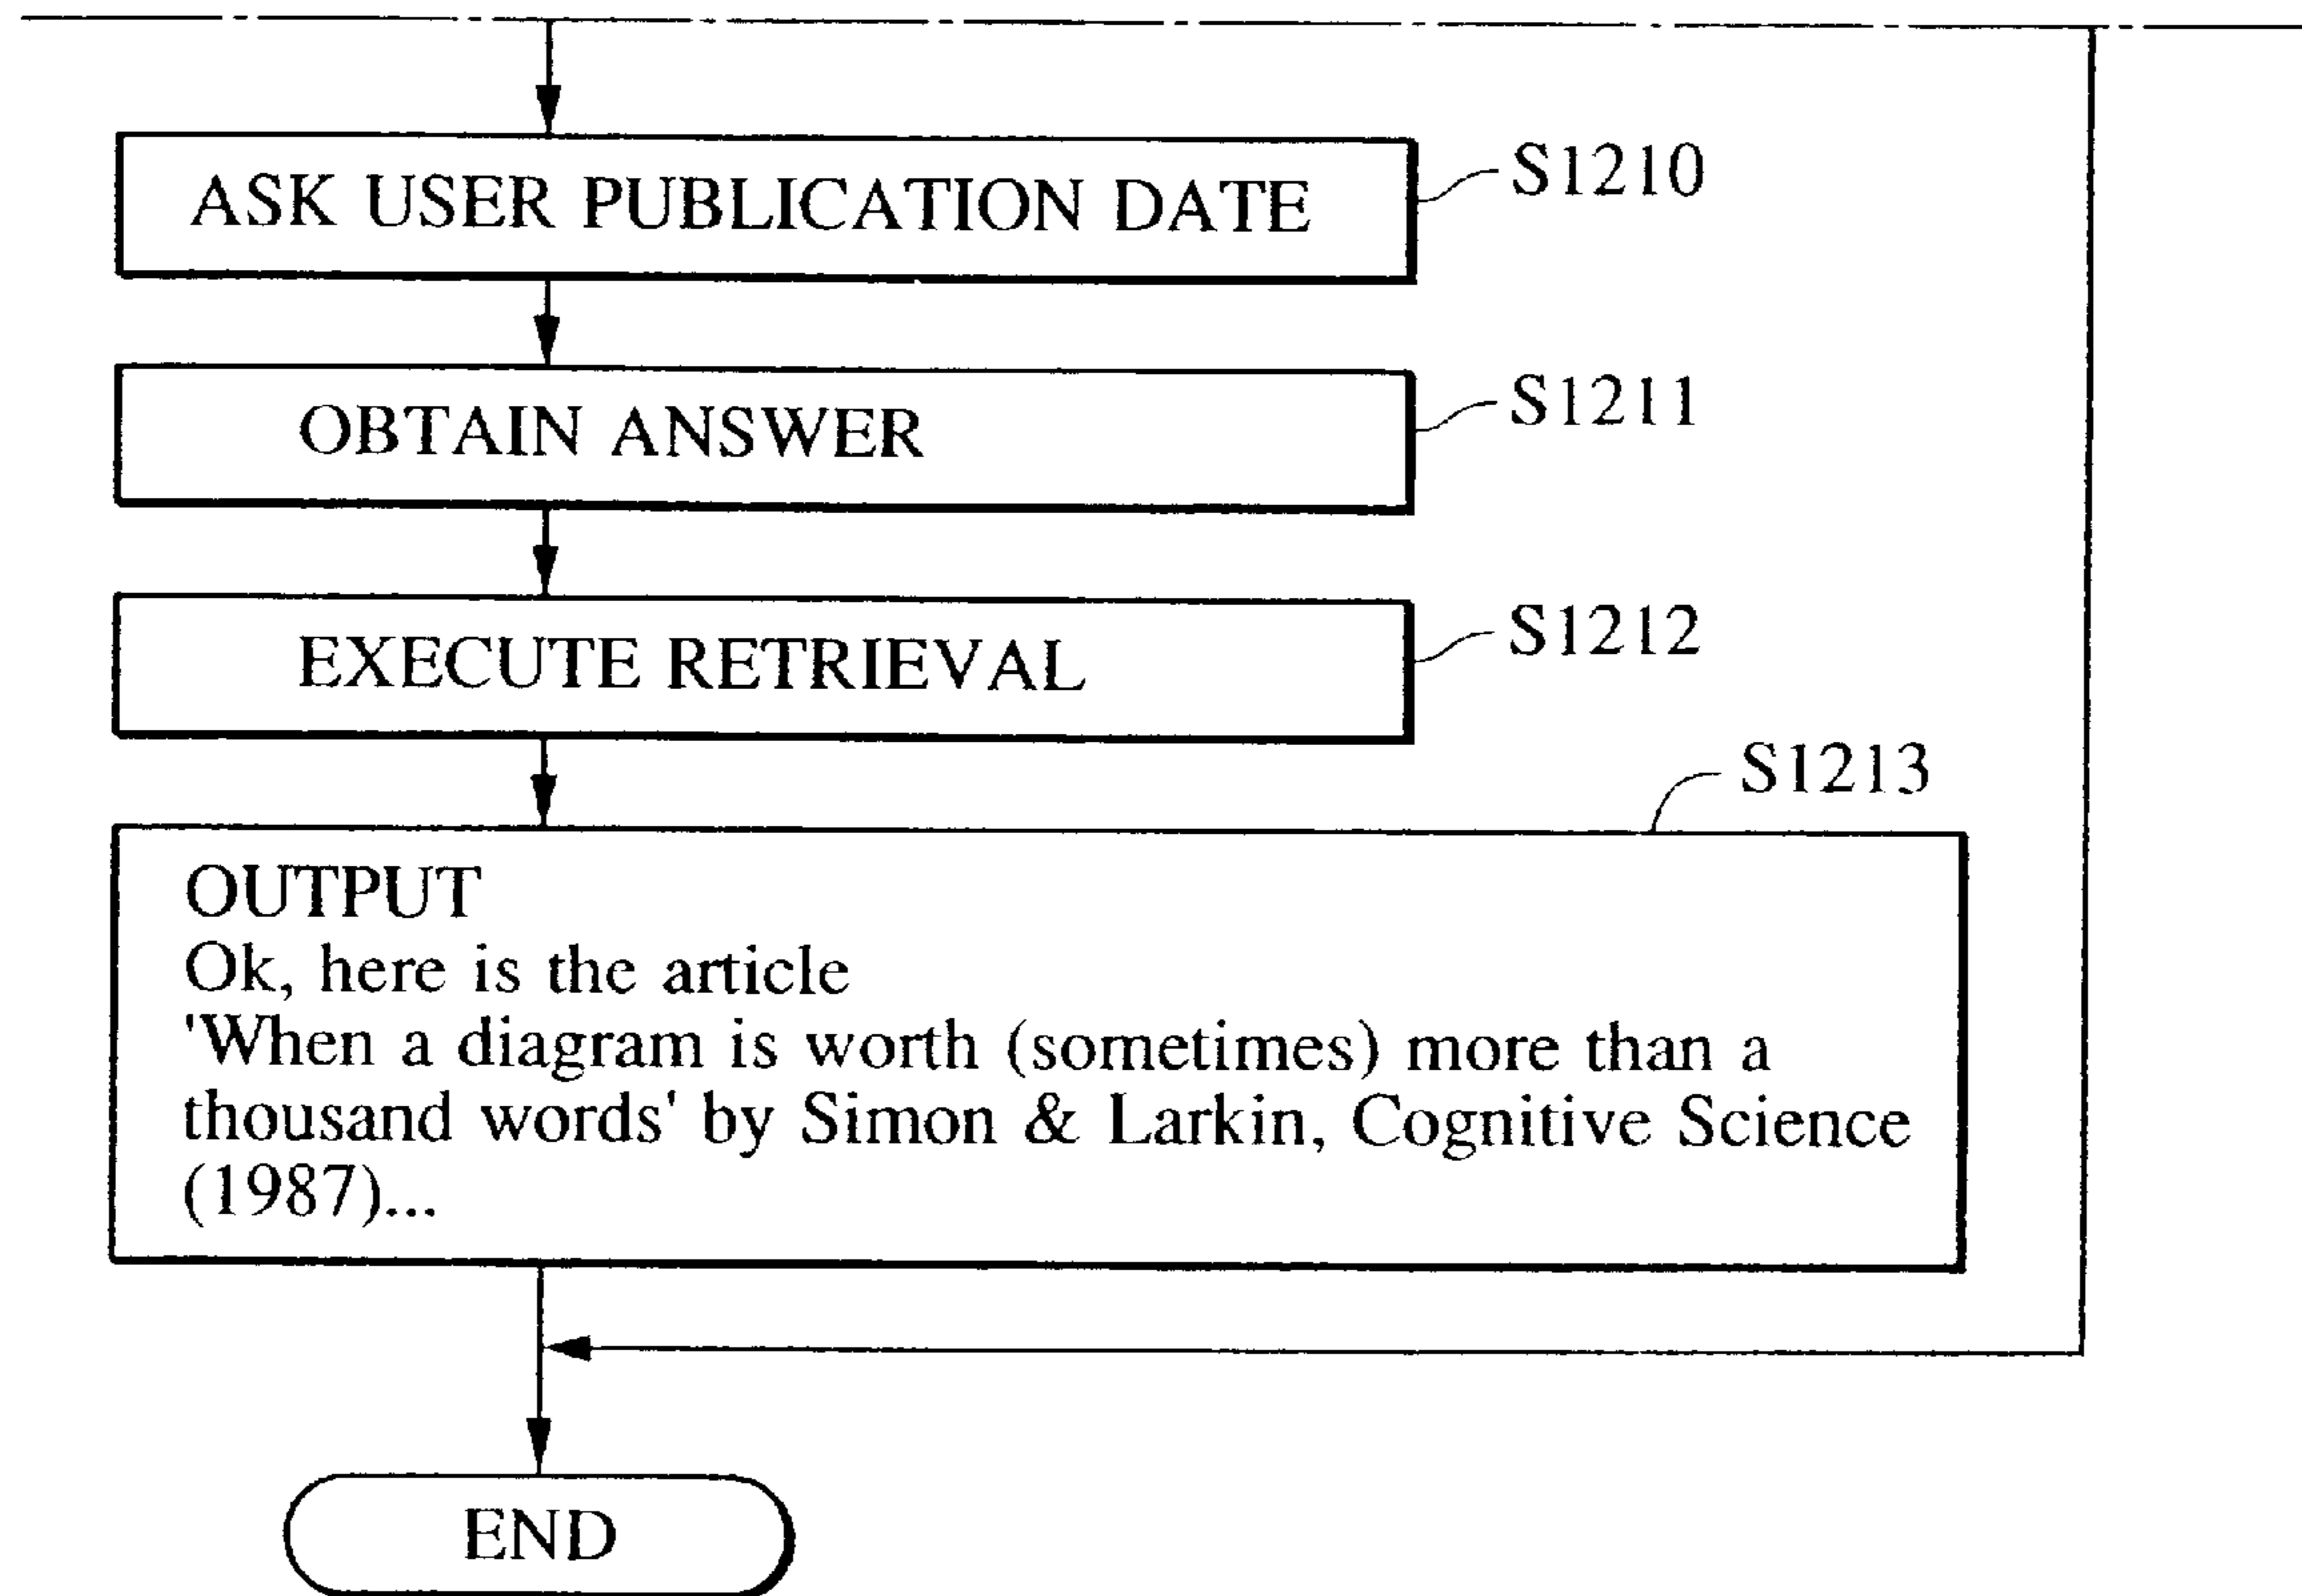 ASK USER PUBLICATION DATE
S1210
OBTAIN ANSWER
S1211
EXECUTE RETRIEVAL
S1212
S1213
OUTPUT
Ok, here is the article
'When a diagram is worth (sometimes) more than a
thousand words' by Simon & Larkin, Cognitive Science
(1987)...
END